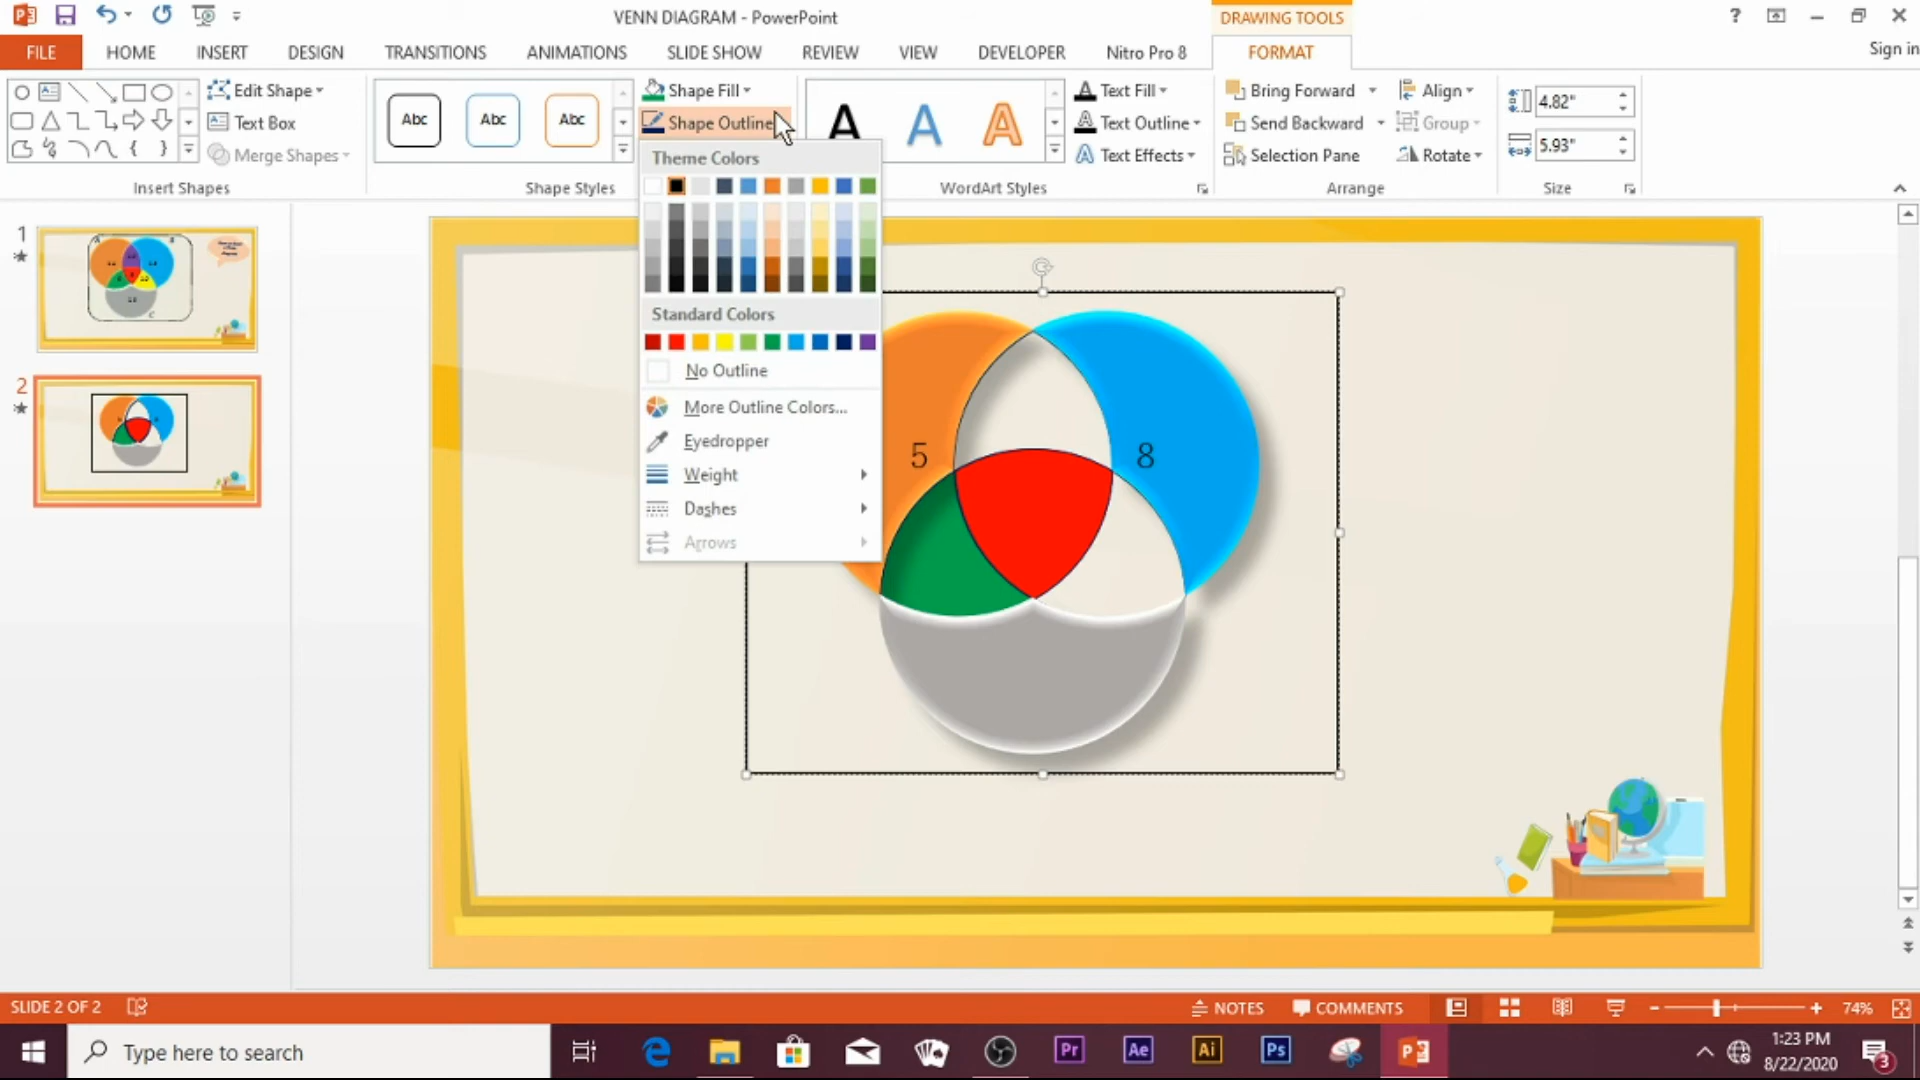 VENN DIAGRAM - PowerPoint
DRAWING TOOLS
?
FILE
HOME
INSERT
DESIGN
TRANSITIONS
ANIMATIONS
SLIDE SHOW
REVIEW
VIEW
DEVELOPER
Nitro Pro 8
FORMAT
Sign in
Edit Shape
Text Box
Merge Shapes
Insert Shapes
Abc
Abc
Abc
Shape Styles
Shape Fill
Shape Outline
A
A
A
WordArt Styles
Text Fill
Text Outline
Text Effects
Bring Forward
Send Backward
Selection Pane
Align
Group
Rotate
Arrange
4.82"
5.93"
Size
Theme Colors
Standard Colors
No Outline
More Outline Colors...
Eyedropper
Weight
Dashes
Arrows
1
2
5
8
SLIDE 2 OF 2
NOTES
COMMENTS
74%
Type here to search
Pr
Ae
Ai
Ps
1:23 PM
8/22/2020
3